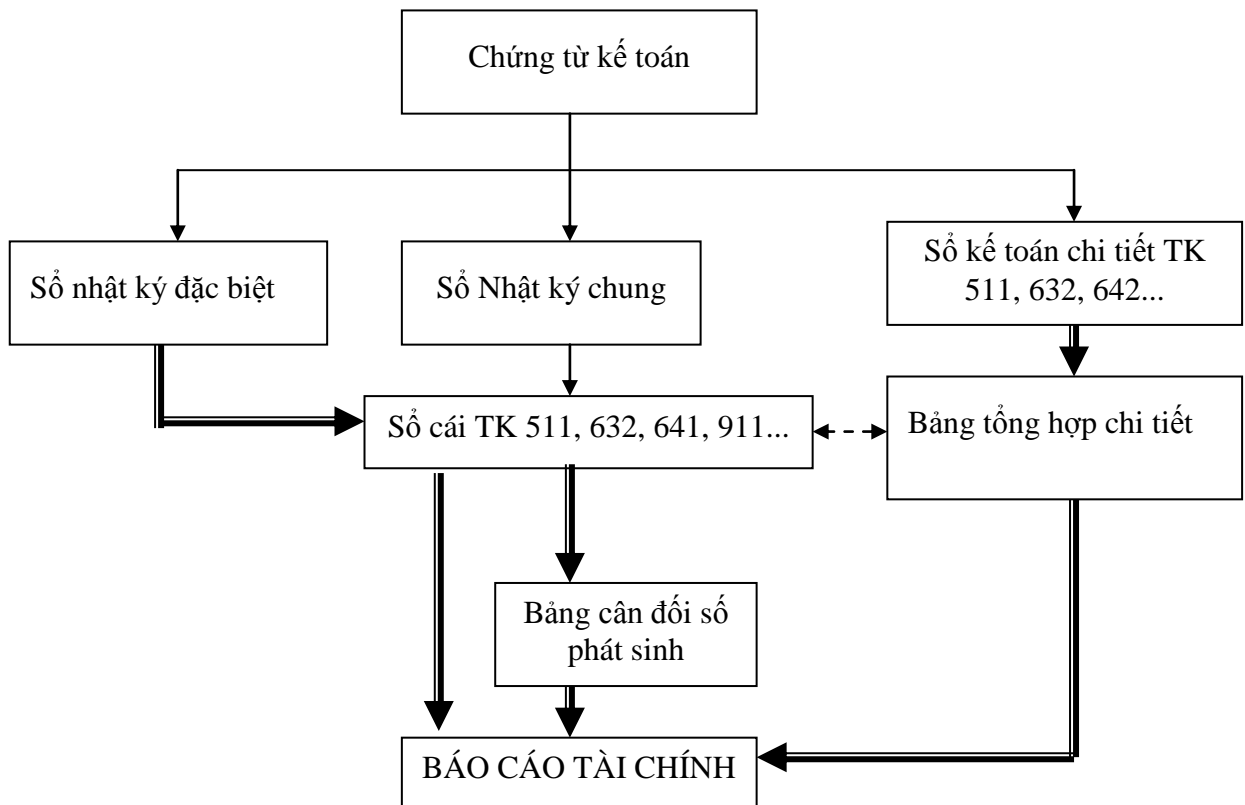 Chứng từ kế toán
Sổ nhật ký đặc biệt
Sổ Nhật ký chung
Sổ kế toán chi tiết TK
511, 632, 642...
Sổ cái TK 511, 632, 641, 911...
Bảng tổng hợp chi tiết
Bảng cân đối số
phát sinh
BÁO CÁO TÀI CHÍNH